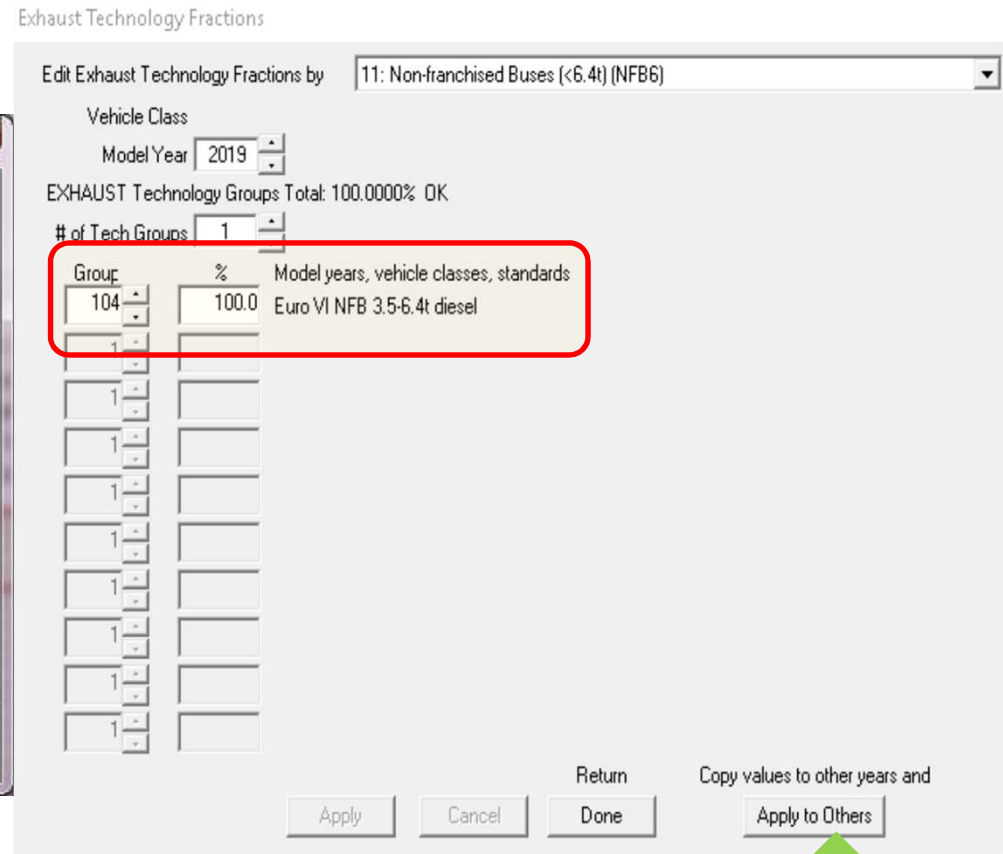 Exhaust Technology Fractions
Edit Exhaust Technology Fractions by 11: Non-franchised Buses (<6.4t) (NFB6)
Vehicle Class
Model Year 2019
EXHAUST Technology Groups Total: 100.0000% OK
# of Tech Groups 1
Group % Model years, vehicle classes, standards
104 100.0 Euro VI NFB 3.5-6.4t diesel
1
1
1
1
1
1
1
1
1
Return Copy values to other years and
Apply Cancel Done Apply to Others